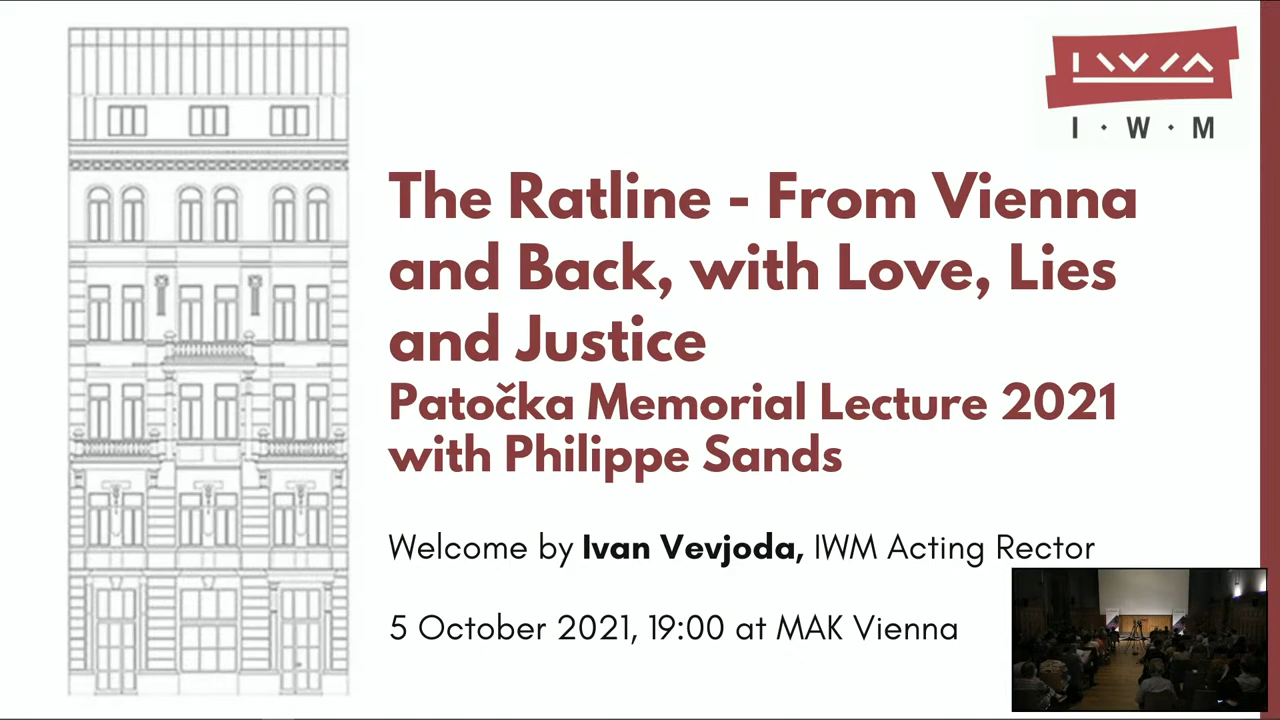 I · W · M
The Ratline - From Vienna
and Back, with Love, Lies
and Justice
Patočka Memorial Lecture 2021
with Philippe Sands
Welcome by Ivan Vevjoda, IWM Acting Rector
5 October 2021, 19:00 at MAK Vienna